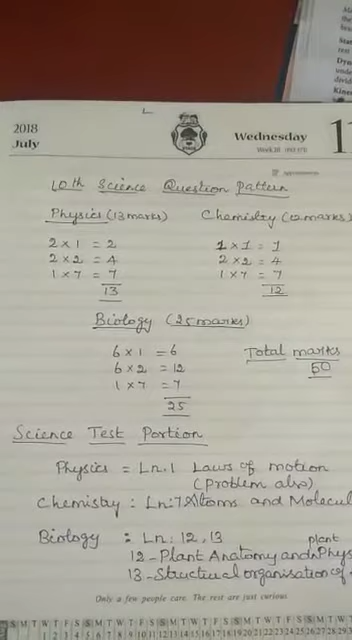 2018
July
Wednesday
1
10th Science Question Pattern
Physics (13 marks) Chemistry (12 marks)
2 x 1 = 2 1 x 1 = 1
2 x 2 = 4 2 x 2 = 4
1 x 7 = 7 1 x 7 = 7
13 12
Biology (25 marks)
6 x 1 = 6 Total marks
6 x 2 = 12 50
1 x 7 = 7
25
Science Test Portion
Physics = Ln.1 Laws of motion
(Problem also)
Chemistry : Ln:7 Atoms and Molecul
Biology : Ln: 12, 13
12 - Plant Anatomy and plant Phys
13 - Structural organisation of
Only a few people care. The rest are just curious.
S M T W T F S S M T W T F S S M T W T F S S M T W T F S S M T W